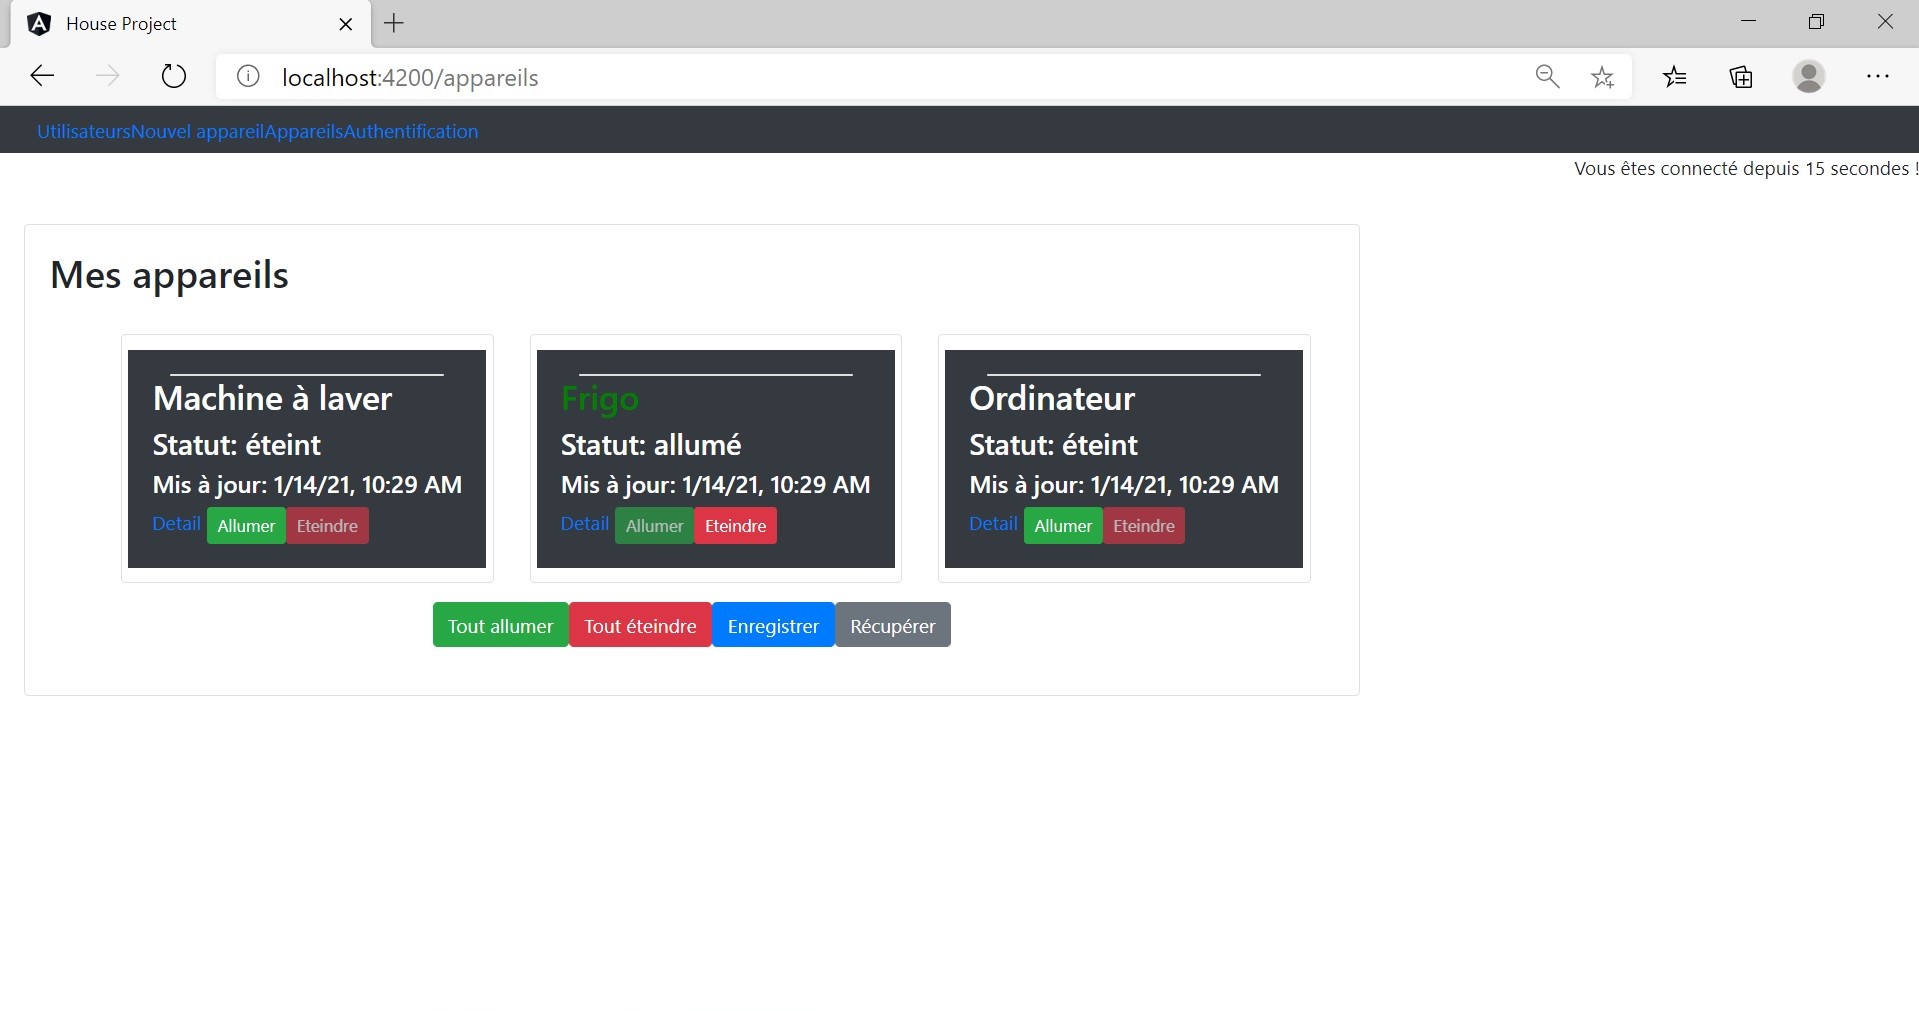 House Project
localhost:4200/appareils
UtilisateursNouvel appareilAppareilsAuthentification
Vous êtes connecté depuis 15 secondes !
Mes appareils
Machine à laver
Statut: éteint
Mis à jour: 1/14/21, 10:29 AM
Detail Allumer Eteindre
Frigo
Statut: allumé
Mis à jour: 1/14/21, 10:29 AM
Detail Allumer Eteindre
Ordinateur
Statut: éteint
Mis à jour: 1/14/21, 10:29 AM
Detail Allumer Eteindre
Tout allumer Tout éteindre Enregistrer Récupérer